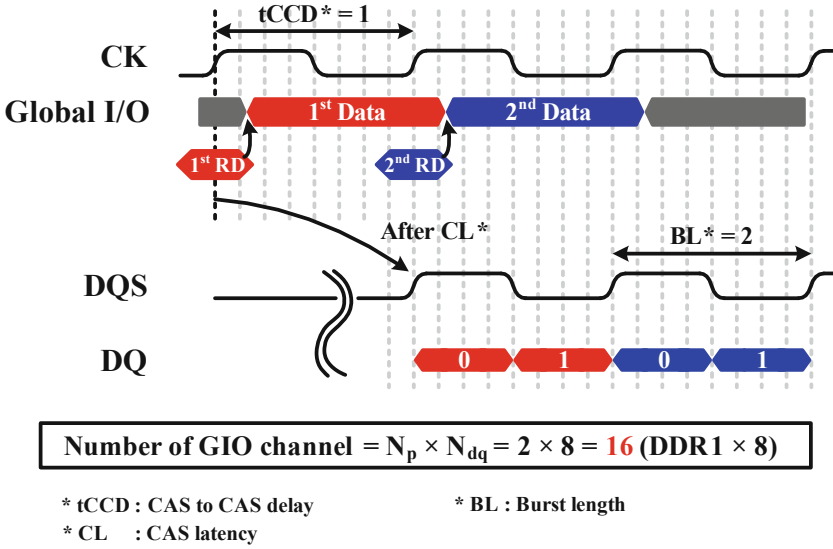 tCCD* = 1
CK
Global I/O
1st Data
2nd Data
1st RD
2nd RD
After CL*
BL* = 2
DQS
DQ
0 1 0 1
Number of GIO channel = Np × Ndq = 2 × 8 = 16 (DDR1 × 8)
* tCCD : CAS to CAS delay * BL : Burst length
* CL : CAS latency